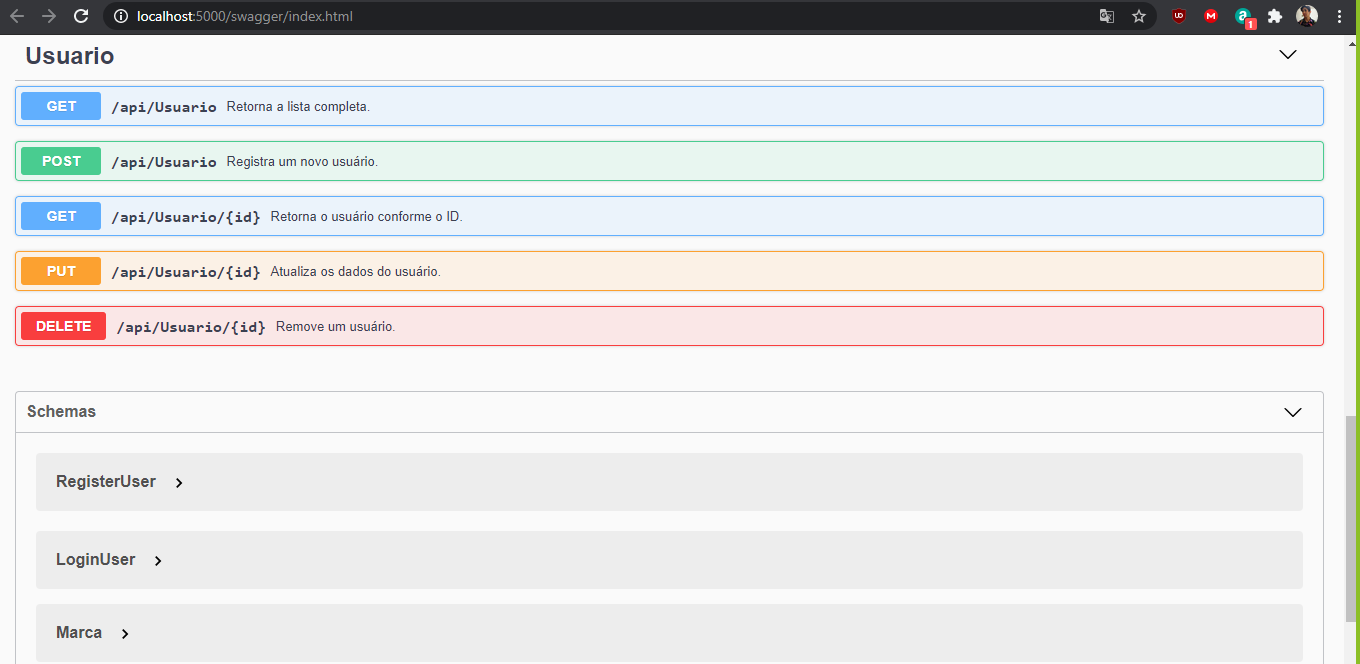 localhost:5000/swagger/index.html
UD
M
a
1
Usuario
GET /api/Usuario Retorna a lista completa.
POST /api/Usuario Registra um novo usuário.
GET /api/Usuario/{id} Retorna o usuário conforme o ID.
PUT /api/Usuario/{id} Atualiza os dados do usuário.
DELETE /api/Usuario/{id} Remove um usuário.
Schemas
RegisterUser
LoginUser
Marca